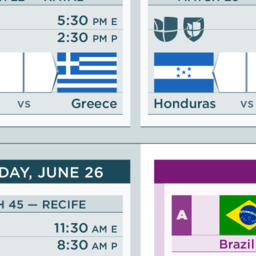 5:30 PM E
2:30 PM P
VS Greece
Honduras VS
DAY, JUNE 26
H 45 — RECIFE
11:30 AM E
8:30 AM P
A
Brazil